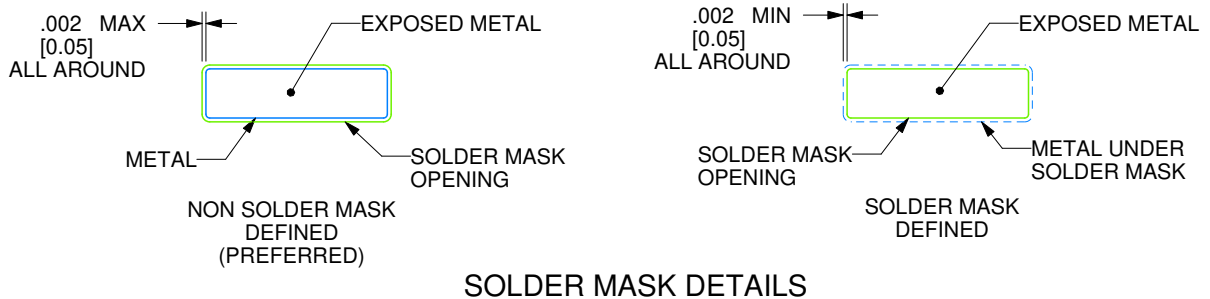 .002 MAX
[0.05]
ALL AROUND
EXPOSED METAL
METAL
SOLDER MASK
OPENING
NON SOLDER MASK
DEFINED
(PREFERRED)
.002 MIN
[0.05]
ALL AROUND
EXPOSED METAL
SOLDER MASK
OPENING
METAL UNDER
SOLDER MASK
SOLDER MASK
DEFINED
SOLDER MASK DETAILS